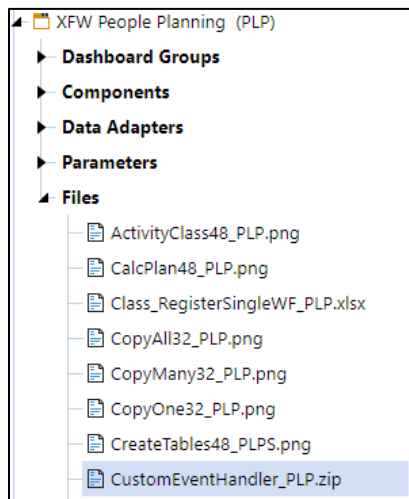 XFW People Planning (PLP)
Dashboard Groups
Components
Data Adapters
Parameters
Files
ActivityClass48_PLP.png
CalcPlan48_PLP.png
Class_RegisterSingleWF_PLP.xlsx
CopyAll32_PLP.png
CopyMany32_PLP.png
CopyOne32_PLP.png
CreateTables48_PLPS.png
CustomEventHandler_PLP.zip